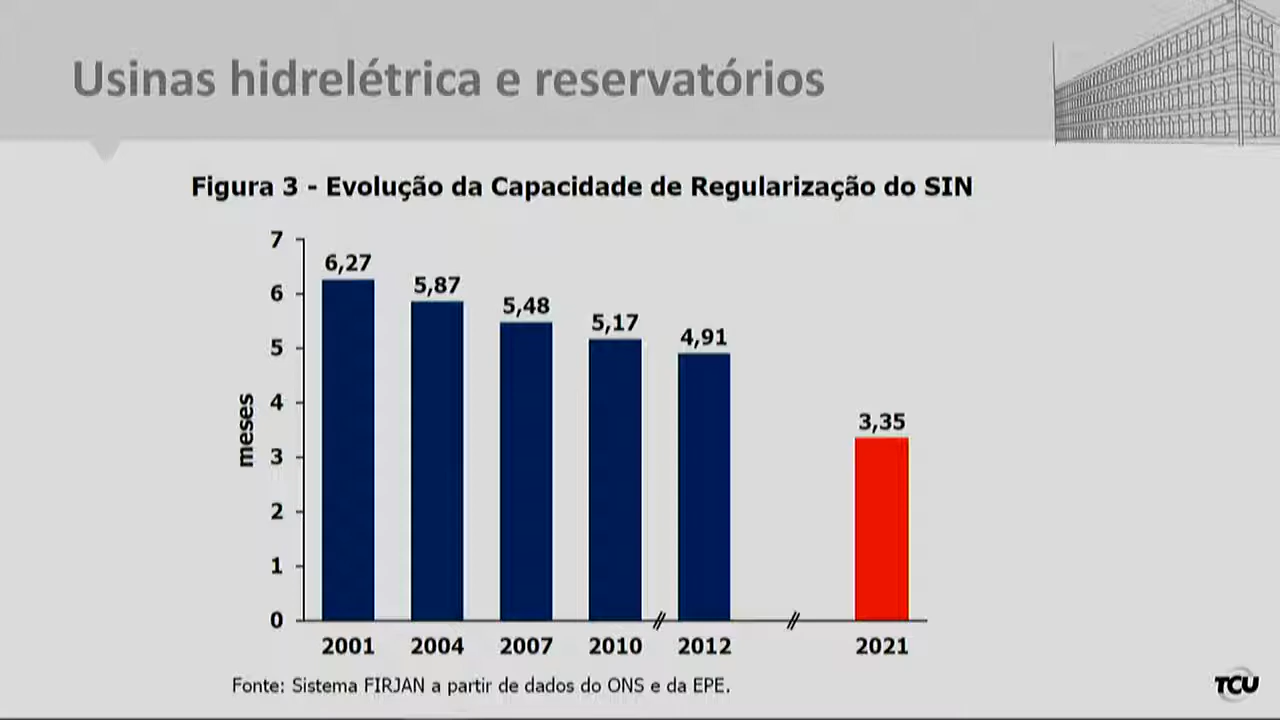 Usinas hidrelétrica e reservatórios
Figura 3 - Evolução da Capacidade de Regularização do SIN
meses
7
6
5
4
3
2
1
0
6,27
5,87
5,48
5,17
4,91
3,35
2001 2004 2007 2010 2012 2021
Fonte: Sistema FIRJAN a partir de dados do ONS e da EPE.
TCU